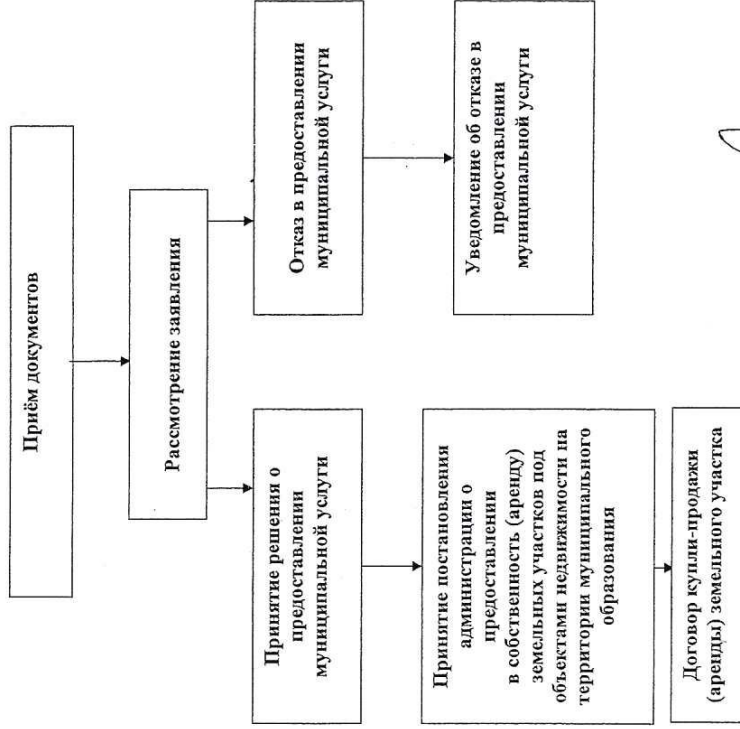 Приём документов
Рассмотрение заявления
Принятие решения о
предоставлении
муниципальной услуги
Отказ в предоставлении
муниципальной услуги
Принятие постановления
администрации о
предоставлении
в собственность (аренду)
земельных участков под
объектами недвижимости на
территории муниципального
образования
Уведомление об отказе в
предоставлении
муниципальной услуги
Договор купли-продажи
(аренды) земельного участка